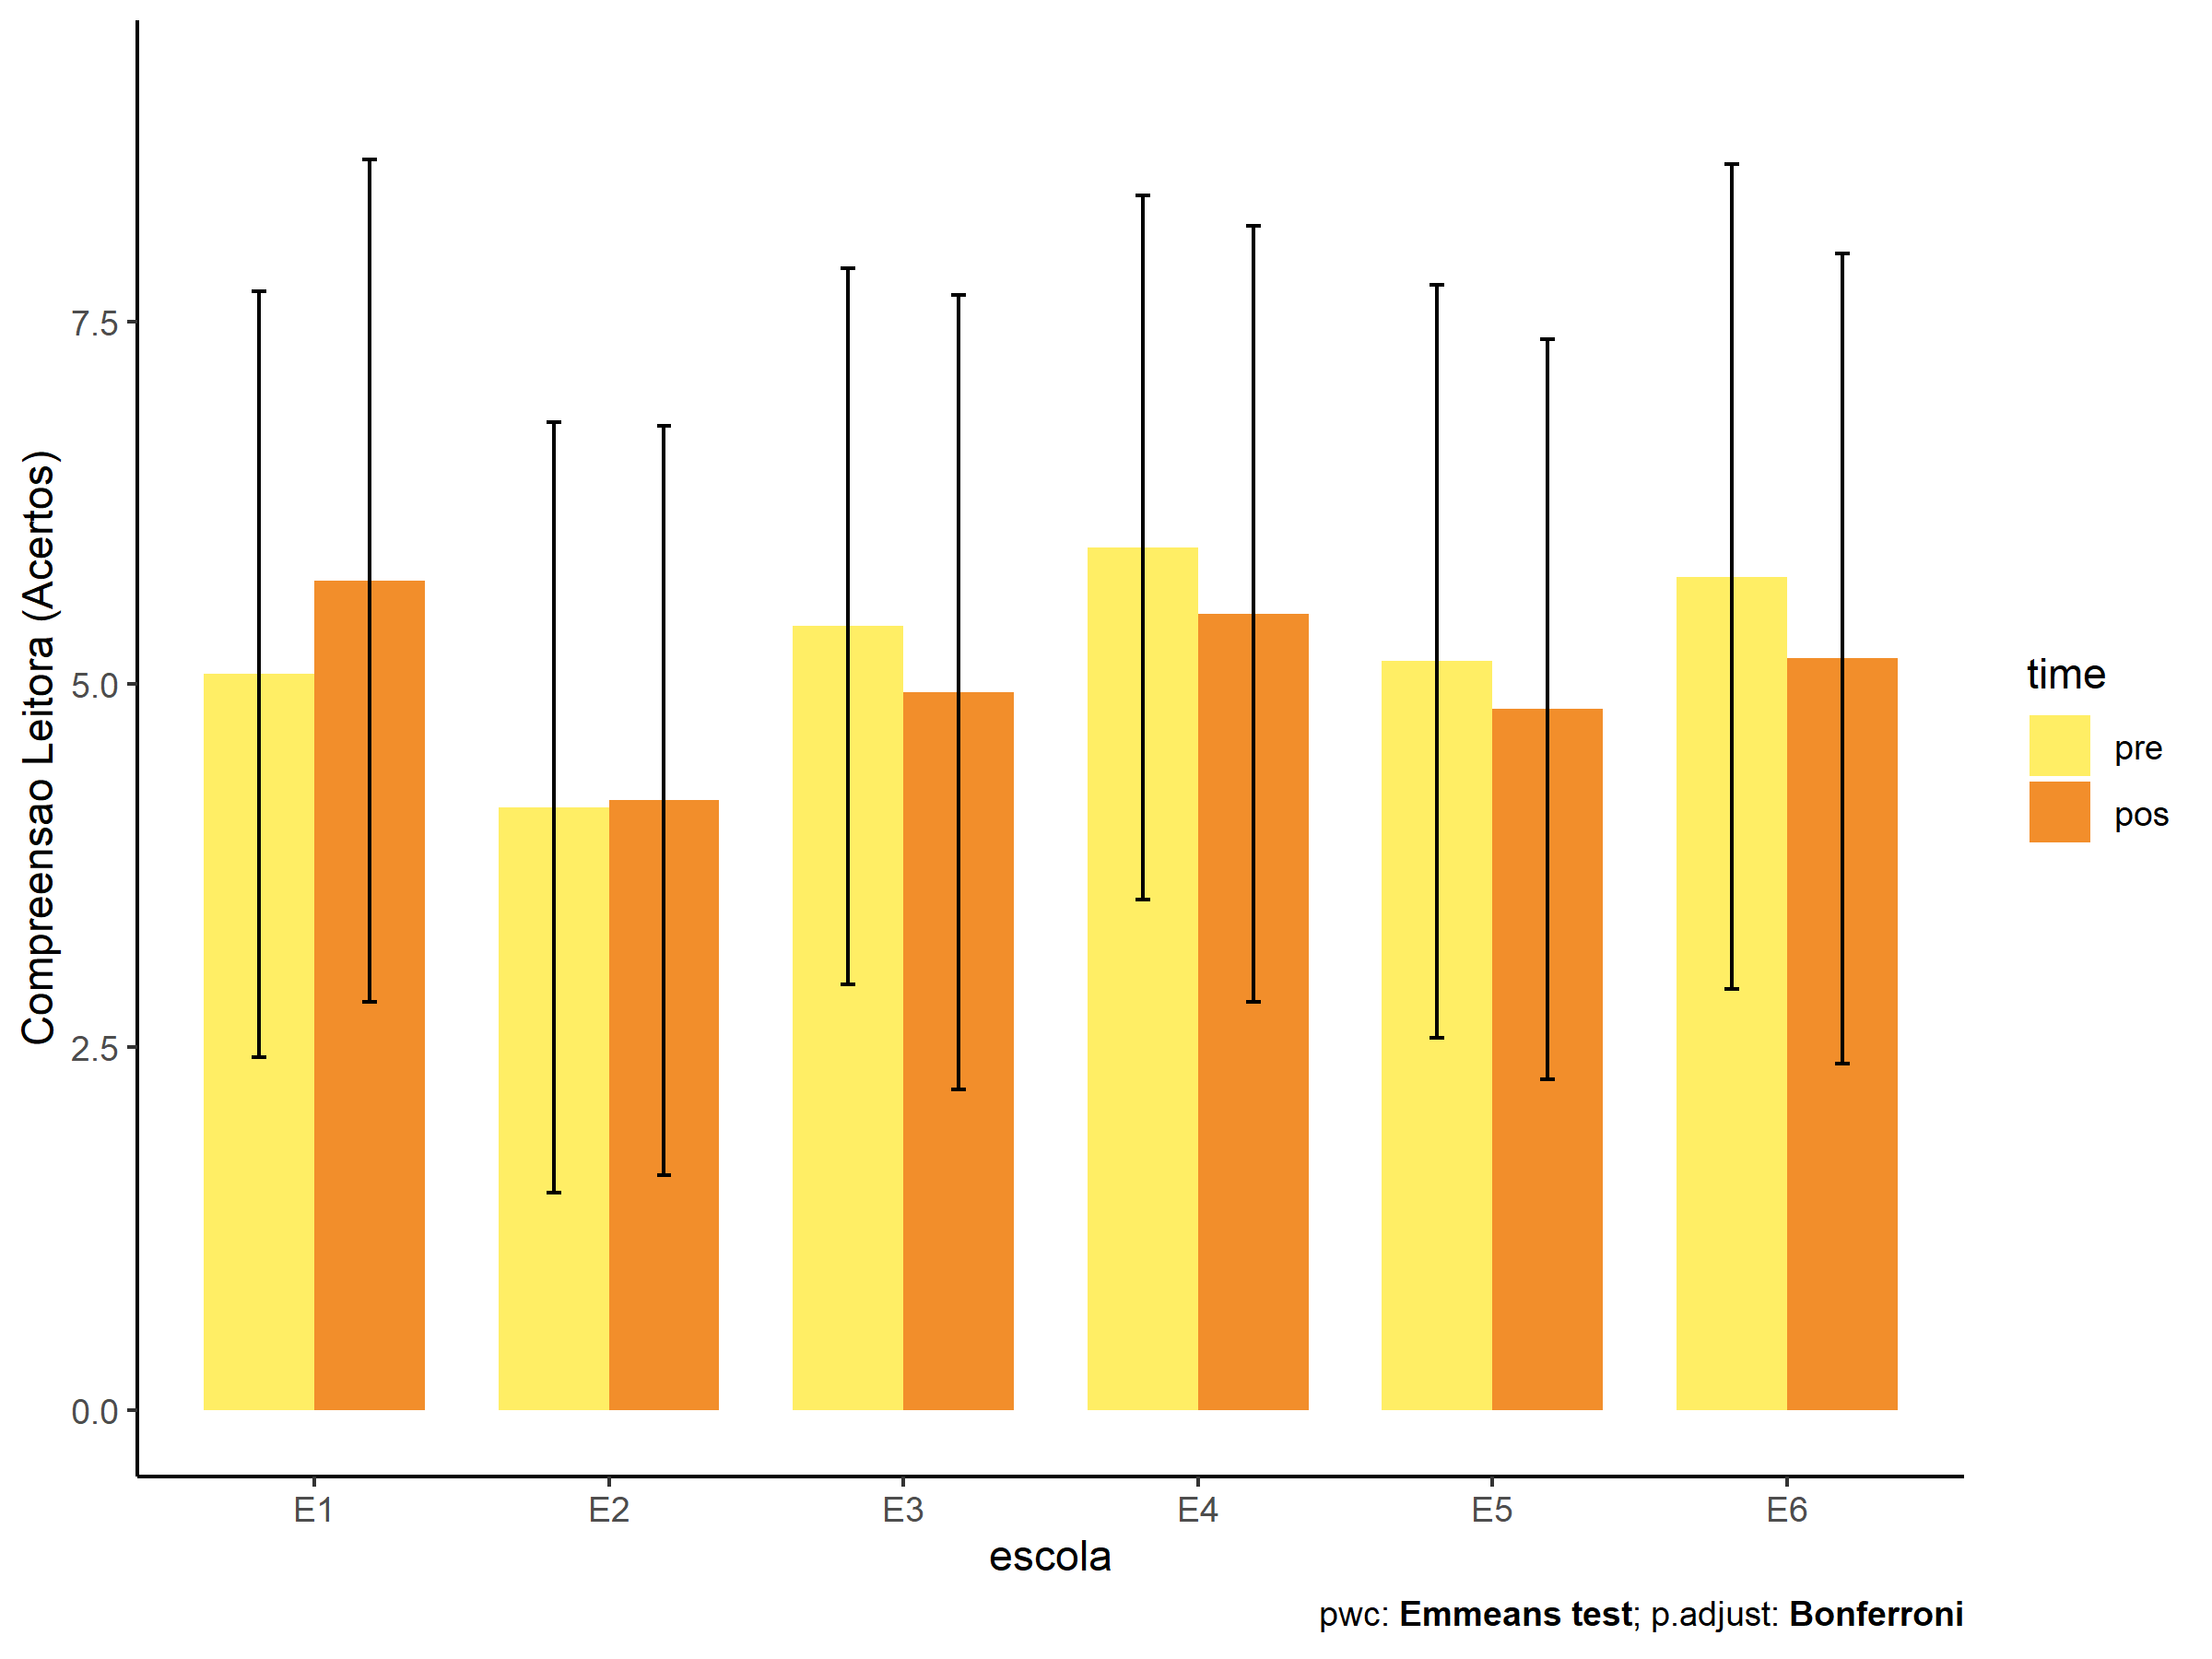 Compreensao Leitora (Acertos)
7.5
5.0
2.5
0.0
E1 E2 E3 E4 E5 E6
escola
time
pre
pos
pwc: Emmeans test; p.adjust: Bonferroni